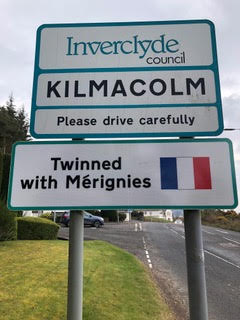 Inverclyde
council
KILMACOLM
Please drive carefully
Twinned
with Mérignies